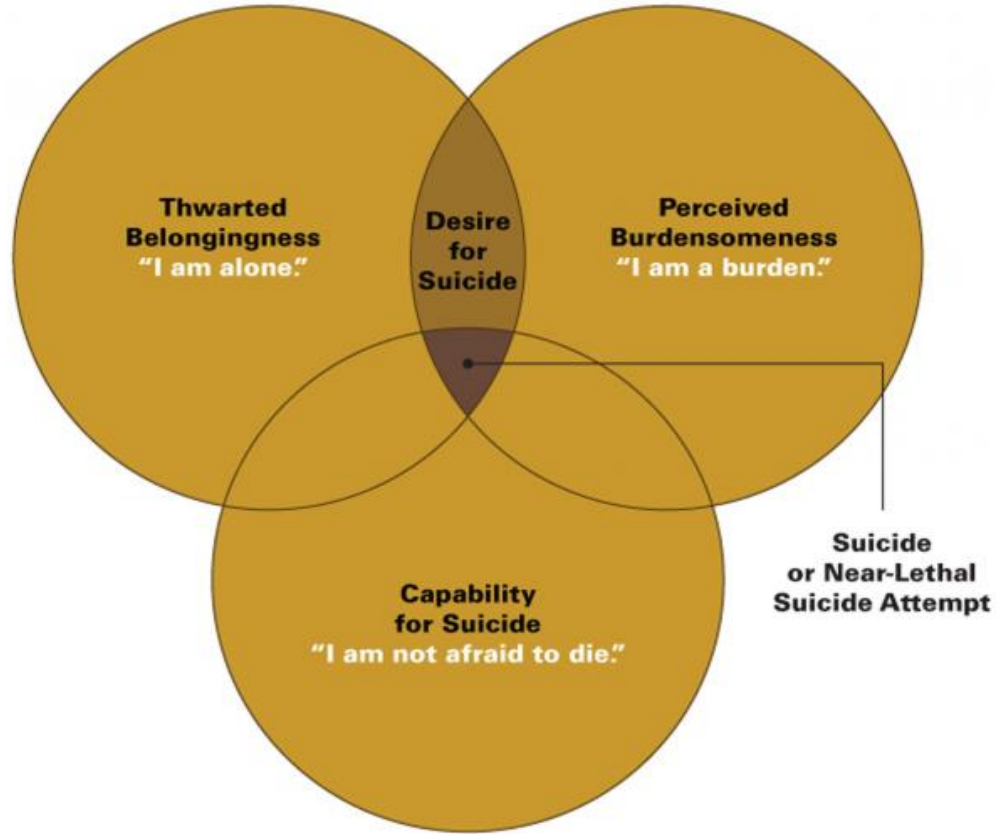 Thwarted
Belongingness
“I am alone.”
Desire
for
Suicide
Perceived
Burdensomeness
“I am a burden.”
Capability
for Suicide
“I am not afraid to die.”
Suicide
or Near-Lethal
Suicide Attempt